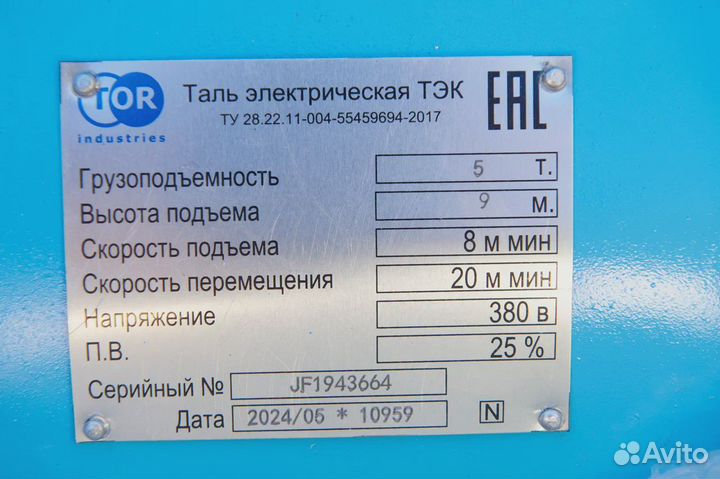 TOR
industries
Таль электрическая ТЭК
ТУ 28.22.11-004-55459694-2017
EAC
Грузоподъемность 5 т.
Высота подъема 9 м.
Скорость подъема 8 м мин
Скорость перемещения 20 м мин
Напряжение 380 в
П.В. 25 %
Серийный № JF1943664
Дата 2024/05 * 10959 N
Avito